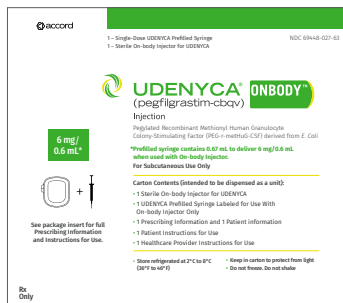 accord
1 – Single-Dose UDENYCA Prefilled Syringe
1 – Sterile On-body Injector for UDENYCA
NDC 69448-027-63
UDENYCA® ONBODY™
(pegfilgrastim-cbqv)
Injection
Pegylated Recombinant Methionyl Human Granulocyte
Colony-Stimulating Factor (PEG-r-metHuG-CSF) derived from E. Coli
6 mg/
0.6 mL*
*Prefilled syringe contains 0.67 mL to deliver 6 mg/0.6 mL
when used with On-body Injector.
For Subcutaneous Use Only
+
Carton Contents (intended to be dispensed as a unit):
• 1 Sterile On-body Injector for UDENYCA
• 1 UDENYCA Prefilled Syringe Labeled for Use With
On-body Injector Only
• 1 Prescribing Information and 1 Patient information
• 1 Patient Instructions for Use
• 1 Healthcare Provider Instructions for Use
See package insert for full
Prescribing Information
and Instructions for Use.
• Store refrigerated at 2°C to 8°C
(36°F to 46°F)
• Keep in carton to protect from light
• Do not freeze. Do not shake
Rx
Only